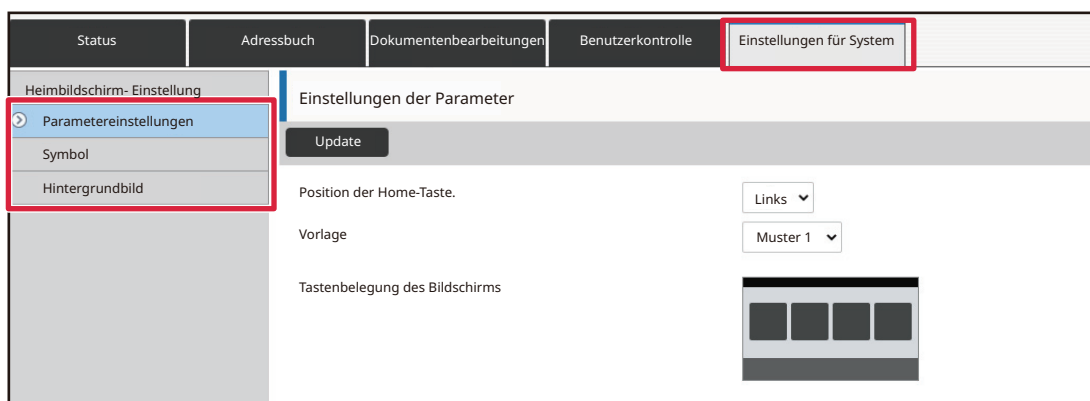 Status
Adressbuch
Dokumentenbearbeitungen
Benutzerkontrolle
Einstellungen für System
Heimbildschirm- Einstellung
Parametereinstellungen
Symbol
Hintergrundbild
Einstellungen der Parameter
Update
Position der Home-Taste.
Links
Vorlage
Muster 1
Tastenbelegung des Bildschirms